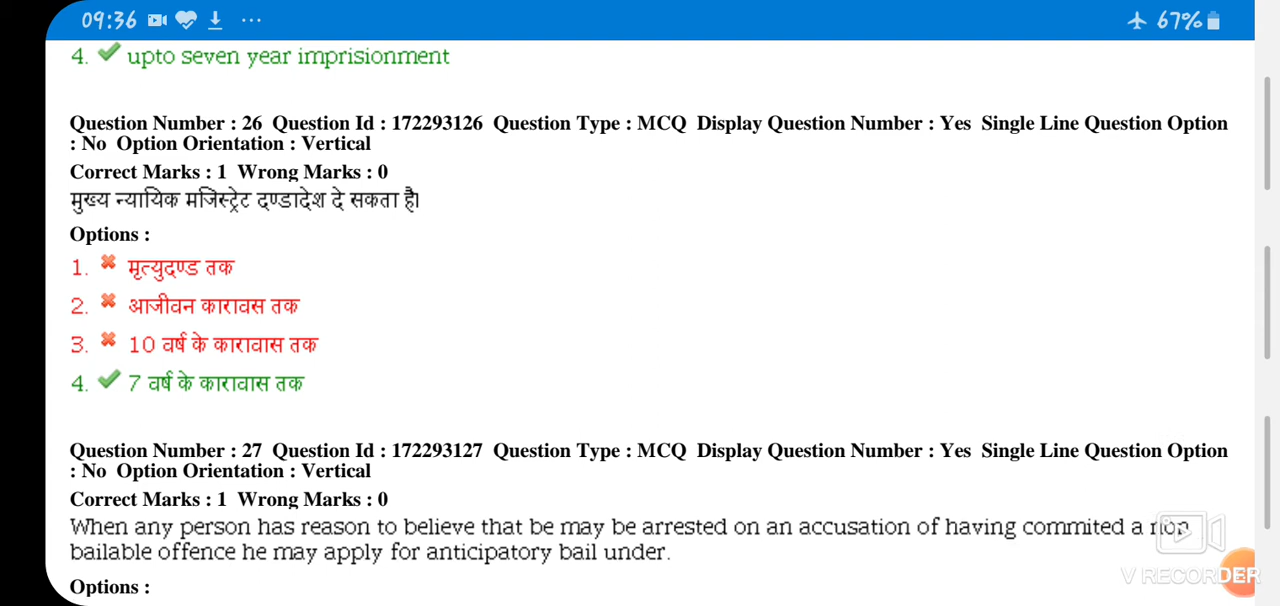 09:36 ... 67%
4. upto seven year imprisionment
Question Number : 26 Question Id : 172293126 Question Type : MCQ Display Question Number : Yes Single Line Question Option
: No Option Orientation : Vertical
Correct Marks : 1 Wrong Marks : 0
मुख्य न्यायिक मजिस्ट्रेट दण्डादेश दे सकता है।
Options :
1. मृत्युदण्ड तक
2. आजीवन कारावस तक
3. 10 वर्ष के कारावास तक
4. 7 वर्ष के कारावास तक
Question Number : 27 Question Id : 172293127 Question Type : MCQ Display Question Number : Yes Single Line Question Option
: No Option Orientation : Vertical
Correct Marks : 1 Wrong Marks : 0
When any person has reason to believe that be may be arrested on an accusation of having commited a non
bailable offence he may apply for anticipatory bail under.
V RECORDER
Options :